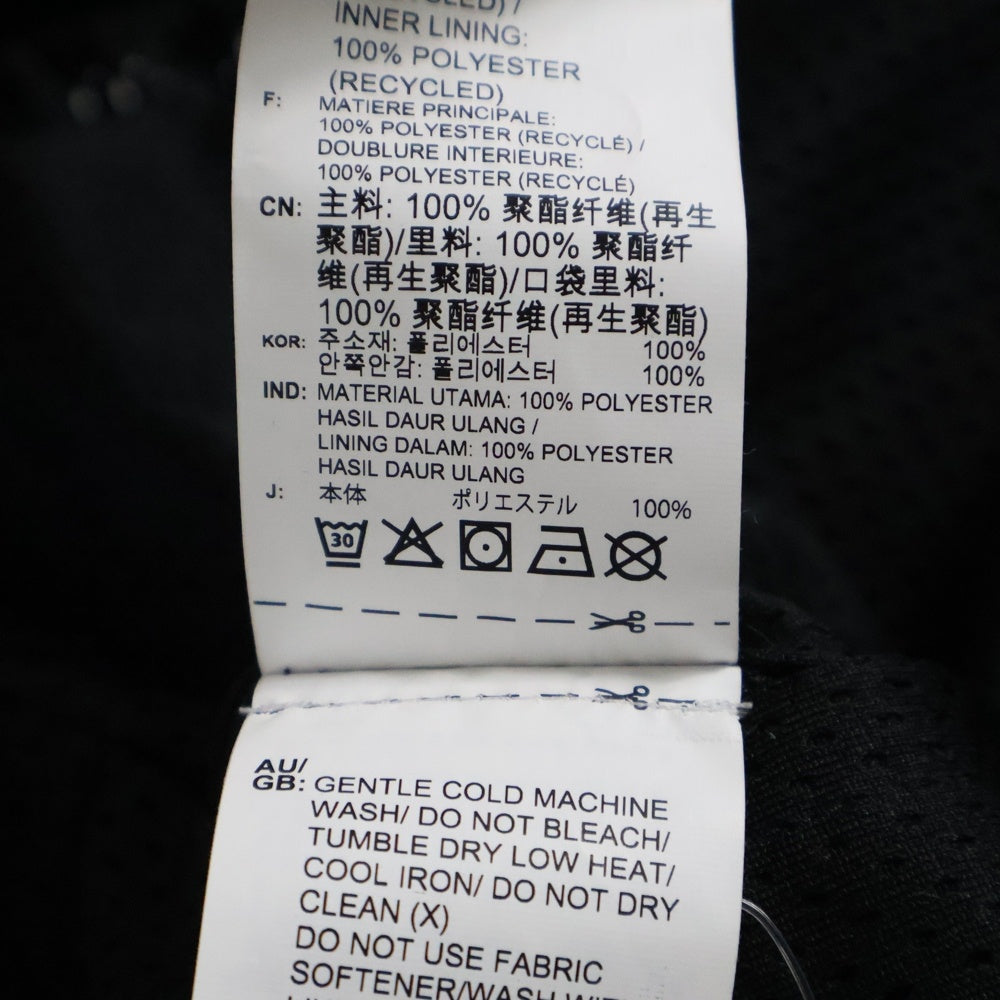 INNER LINING:
100% POLYESTER
(RECYCLED)
F: MATIERE PRINCIPALE:
100% POLYESTER (RECYCLÉ) /
DOUBLURE INTERIEURE:
100% POLYESTER (RECYCLÉ)
CN: 主料: 100% 聚酯纤维(再生
聚酯)/里料: 100% 聚酯纤
维(再生聚酯)/口袋里料:
100% 聚酯纤维(再生聚酯)
KOR: 주소재: 폴리에스터 100%
안쪽안감: 폴리에스터 100%
IND: MATERIAL UTAMA: 100% POLYESTER
HASIL DAUR ULANG /
LINING DALAM: 100% POLYESTER
HASIL DAUR ULANG
J: 本体 ポリエステル 100%
30
AU/
GB: GENTLE COLD MACHINE
WASH/ DO NOT BLEACH/
TUMBLE DRY LOW HEAT/
COOL IRON/ DO NOT DRY
CLEAN (X)
DO NOT USE FABRIC
SOFTENER/WASH